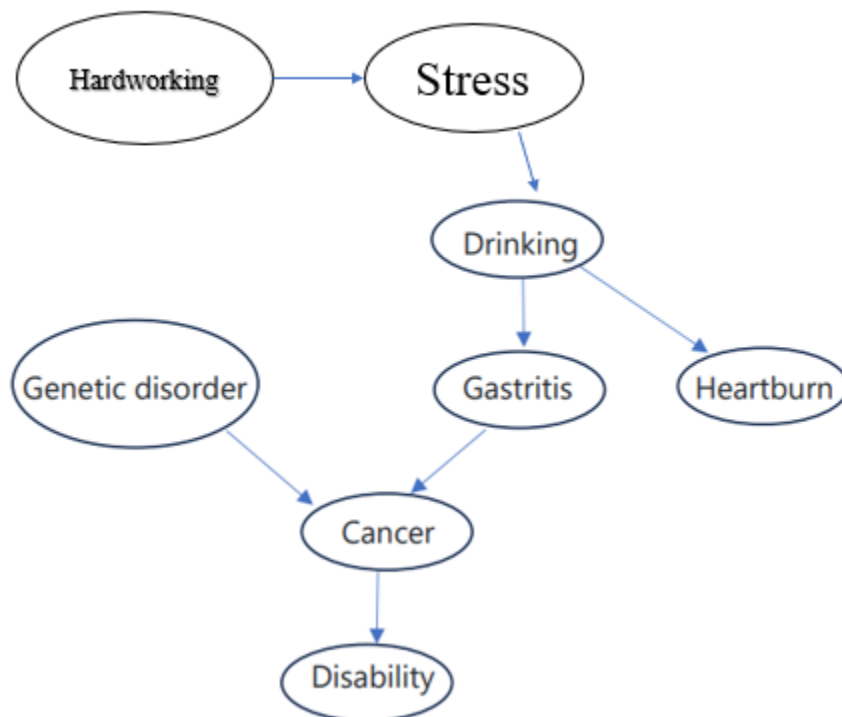 Hardworking
Stress
Drinking
Genetic disorder
Gastritis
Heartburn
Cancer
Disability